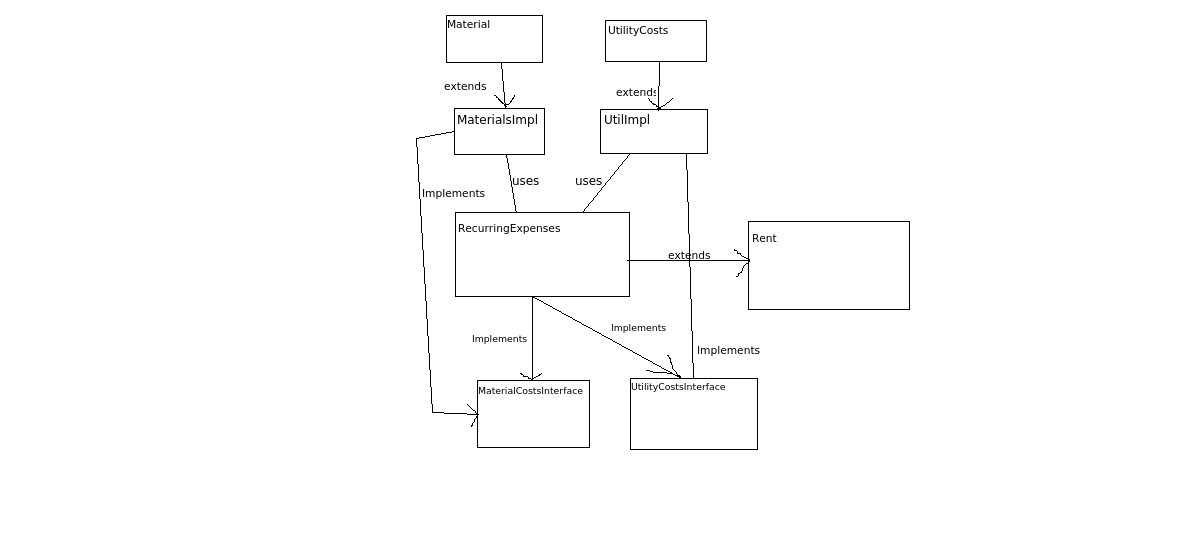 Material
UtilityCosts
extends
extends
MaterialsImpl
UtilImpl
uses
uses
Implements
RecurringExpenses
Rent
extends
Implements
Implements
Implements
MaterialCostsInterface
UtilityCostsInterface